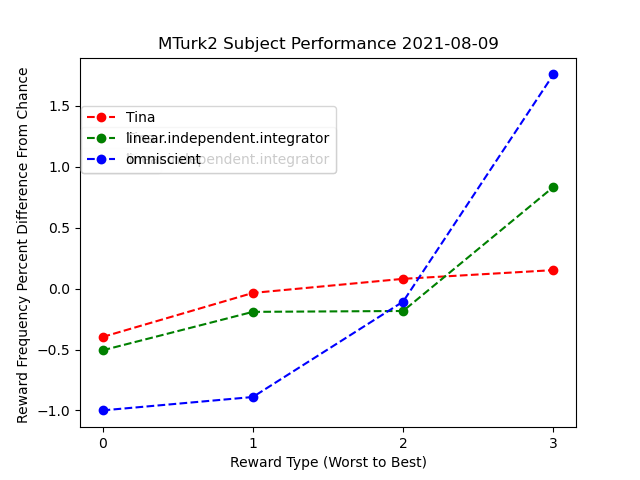 MTurk2 Subject Performance 2021-08-09
Reward Frequency Percent Difference From Chance
1.5
1.0
0.5
0.0
−0.5
−1.0
Tina
linear.independent.integrator
omniscient
0
1
2
3
Reward Type (Worst to Best)